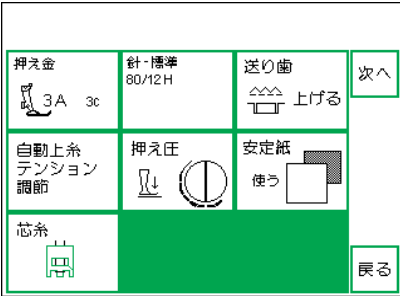 押え金
3A 3C
針-標準
80/12H
送り歯
上げる
次へ
自動上糸
テンション
調節
押え圧
安定紙
使う
芯糸
戻る